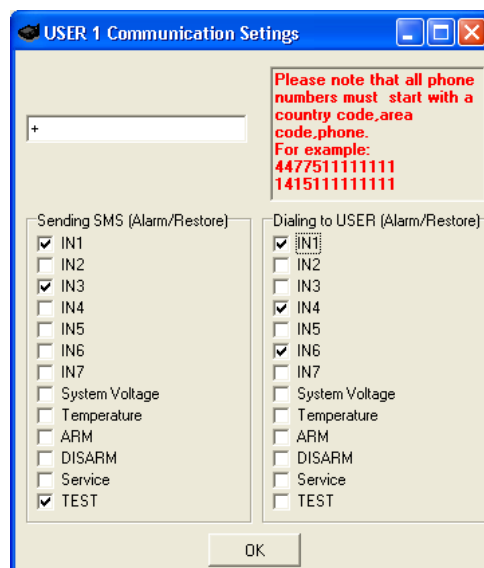 USER 1 Communication Setings
+
Please note that all phone
numbers must start with a
country code,area
code,phone.
For example:
4477511111111
1415111111111
Sending SMS (Alarm/Restore)
IN1
IN2
IN3
IN4
IN5
IN6
IN7
System Voltage
Temperature
ARM
DISARM
Service
TEST
Dialing to USER (Alarm/Restore)
IN1
IN2
IN3
IN4
IN5
IN6
IN7
System Voltage
Temperature
ARM
DISARM
Service
TEST
OK